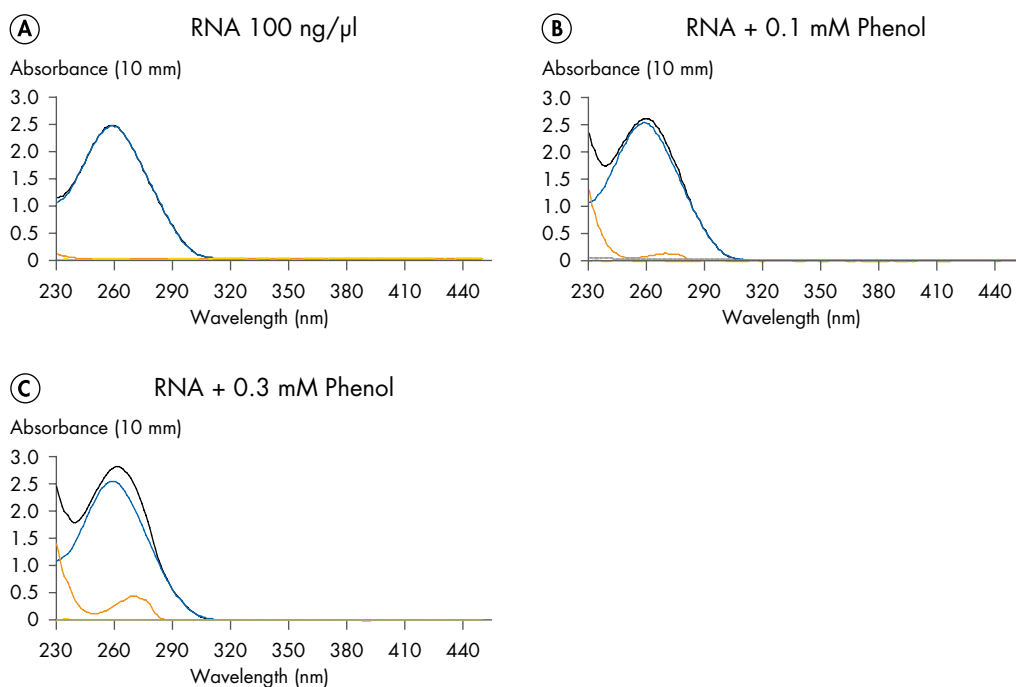 A RNA 100 ng/µl
Absorbance (10 mm)
3.0
2.5
2.0
1.5
1.0
0.5
0
230 260 290 320 350 380 410 440
Wavelength (nm)
B RNA + 0.1 mM Phenol
Absorbance (10 mm)
3.0
2.5
2.0
1.5
1.0
0.5
0
230 260 290 320 350 380 410 440
Wavelength (nm)
C RNA + 0.3 mM Phenol
Absorbance (10 mm)
3.0
2.5
2.0
1.5
1.0
0.5
0
230 260 290 320 350 380 410 440
Wavelength (nm)